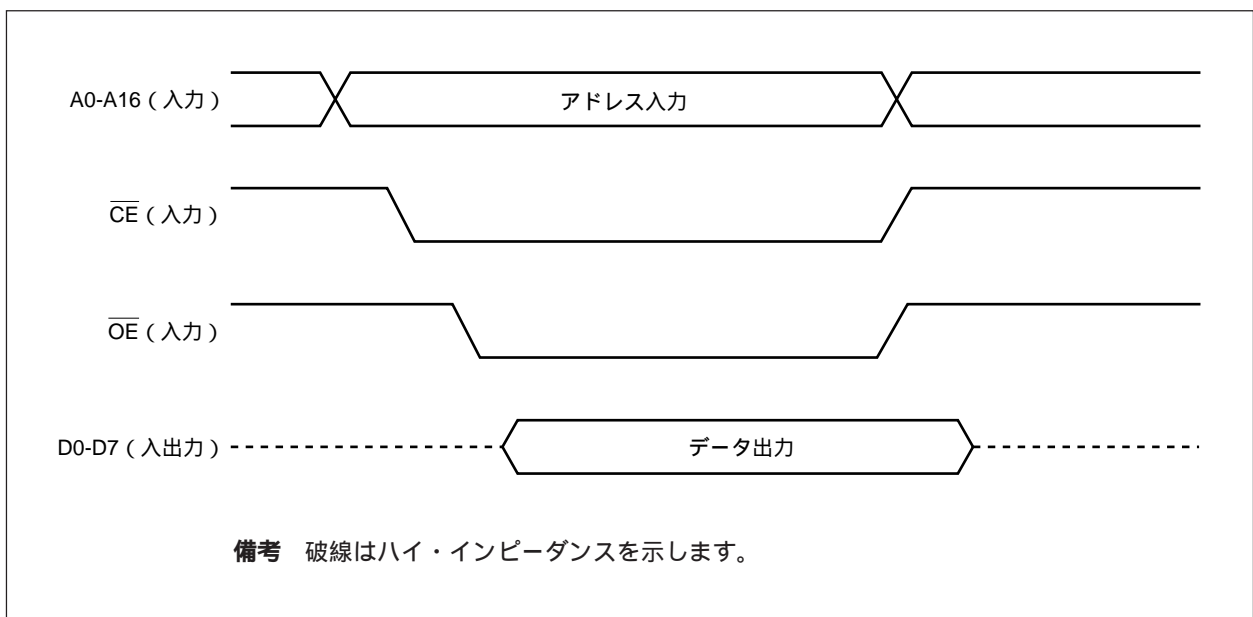 A0-A16(入力)
アドレス入力
CE(入力)
OE(入力)
D0-D7(入出力)
データ出力
備考 破線はハイ・インピーダンスを示します。